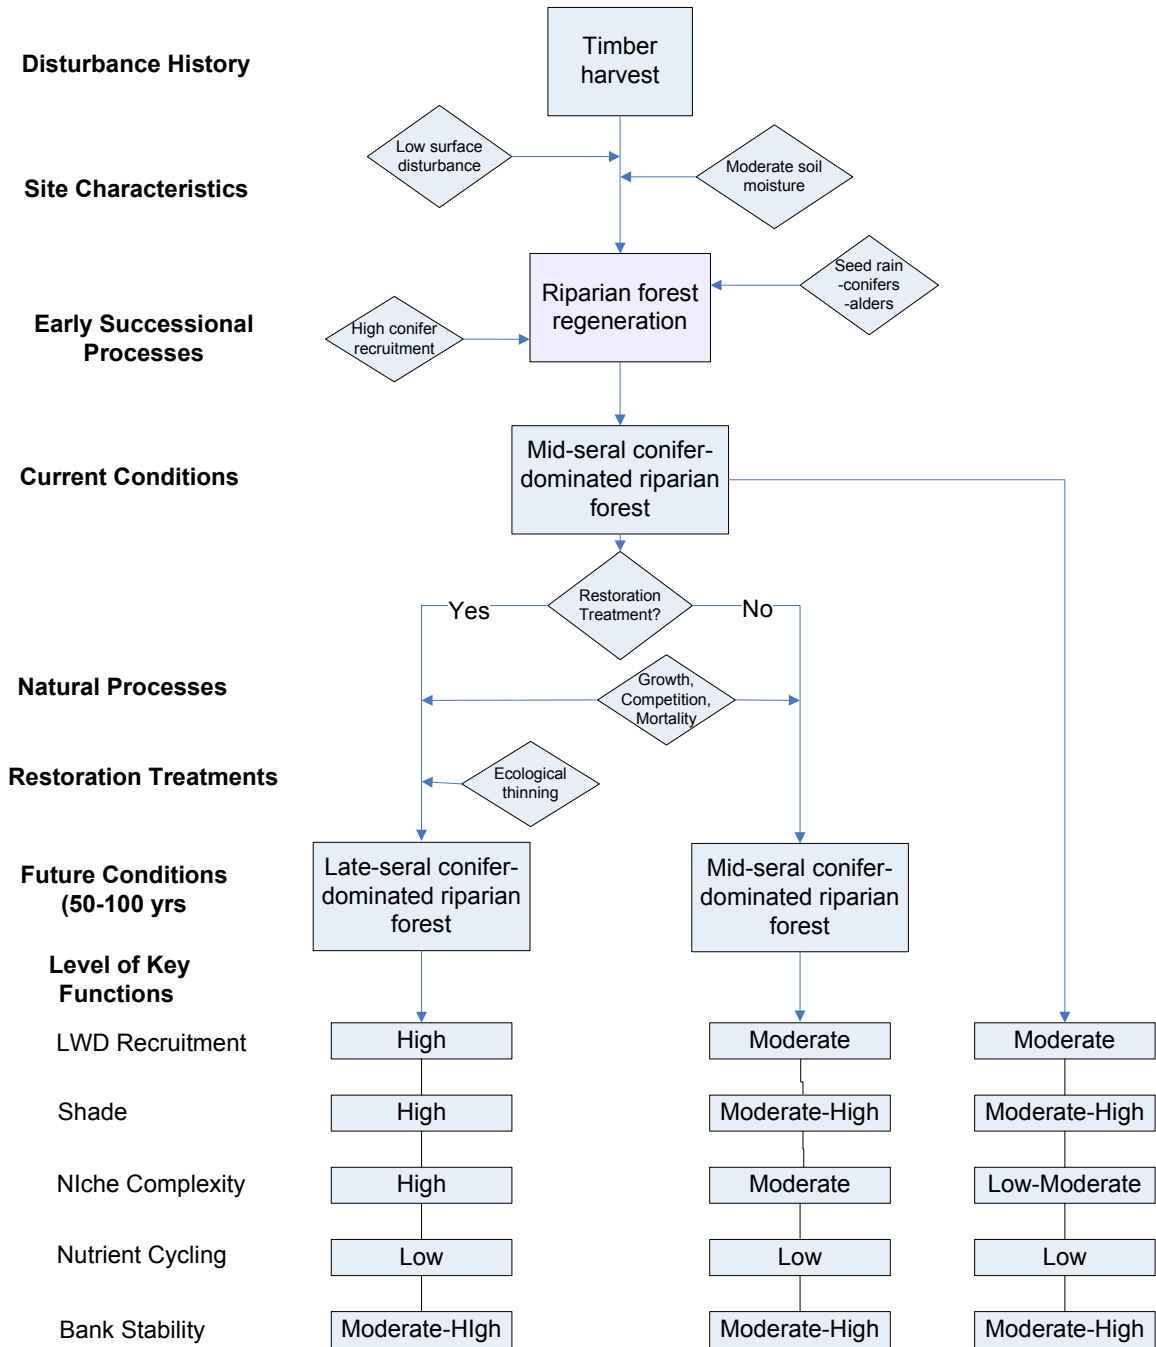 Disturbance History
Timber
harvest
Low surface
disturbance
Site Characteristics
Moderate soil
moisture
Seed rain
-conifers
-alders
Riparian forest
regeneration
Early Successional
Processes
High conifer
recruitment
Current Conditions
Mid-seral conifer-
dominated riparian
forest
Restoration
Treatment?
Yes
No
Natural Processes
Growth,
Competition,
Mortality
Restoration Treatments
Ecological
thinning
Future Conditions
(50-100 yrs
Late-seral conifer-
dominated riparian
forest
Mid-seral conifer-
dominated riparian
forest
Level of Key
Functions
LWD Recruitment
High
Moderate
Moderate
Shade
High
Moderate-High
Moderate-High
NIche Complexity
High
Moderate
Low-Moderate
Nutrient Cycling
Low
Low
Low
Bank Stability
Moderate-HIgh
Moderate-High
Moderate-High